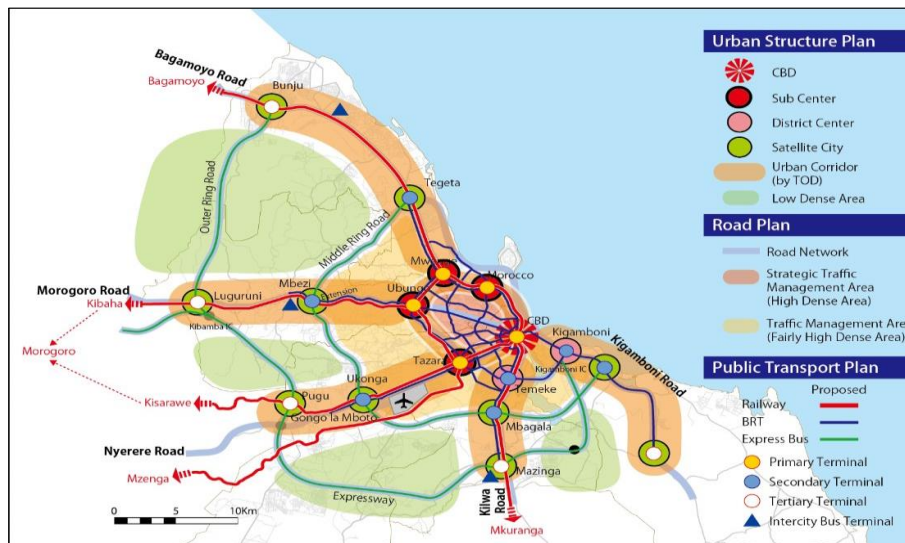 Bagamoyo Road
Bagamoyo
Bunju
Tegeta
Outer Ring Road
Middle Ring Road
Morogoro Road
Kibaha
Luguruni
Mbezi
Extension
Ubungo
Morocco
Kibamba IC
CBD
Kigamboni
Kigamboni IC
Kigamboni Road
Morogoro
Tazara
Ukonga
Temeke
Kisarawe
Pugu
Gongo la Mboto
Mbagala
Nyerere Road
Mzenga
Mazinga
Expressway
Kilwa
Road
Mkuranga
0 5 10Km
Urban Structure Plan
CBD
Sub Center
District Center
Satellite City
Urban Corridor
(by TOD)
Low Dense Area
Road Plan
Road Network
Strategic Traffic
Management Area
(High Dense Area)
Traffic Management Area
(Fairly High Dense Area)
Public Transport Plan
Proposed
Railway
BRT
Express Bus
Primary Terminal
Secondary Terminal
Tertiary Terminal
Intercity Bus Terminal